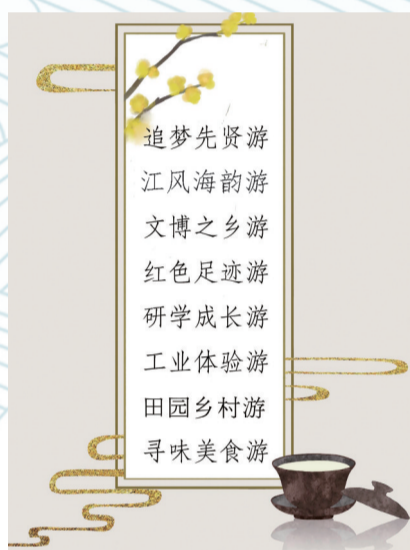 追梦先贤游
江风海韵游
文博之乡游
红色足迹游
研学成长游
工业体验游
田园乡村游
寻味美食游